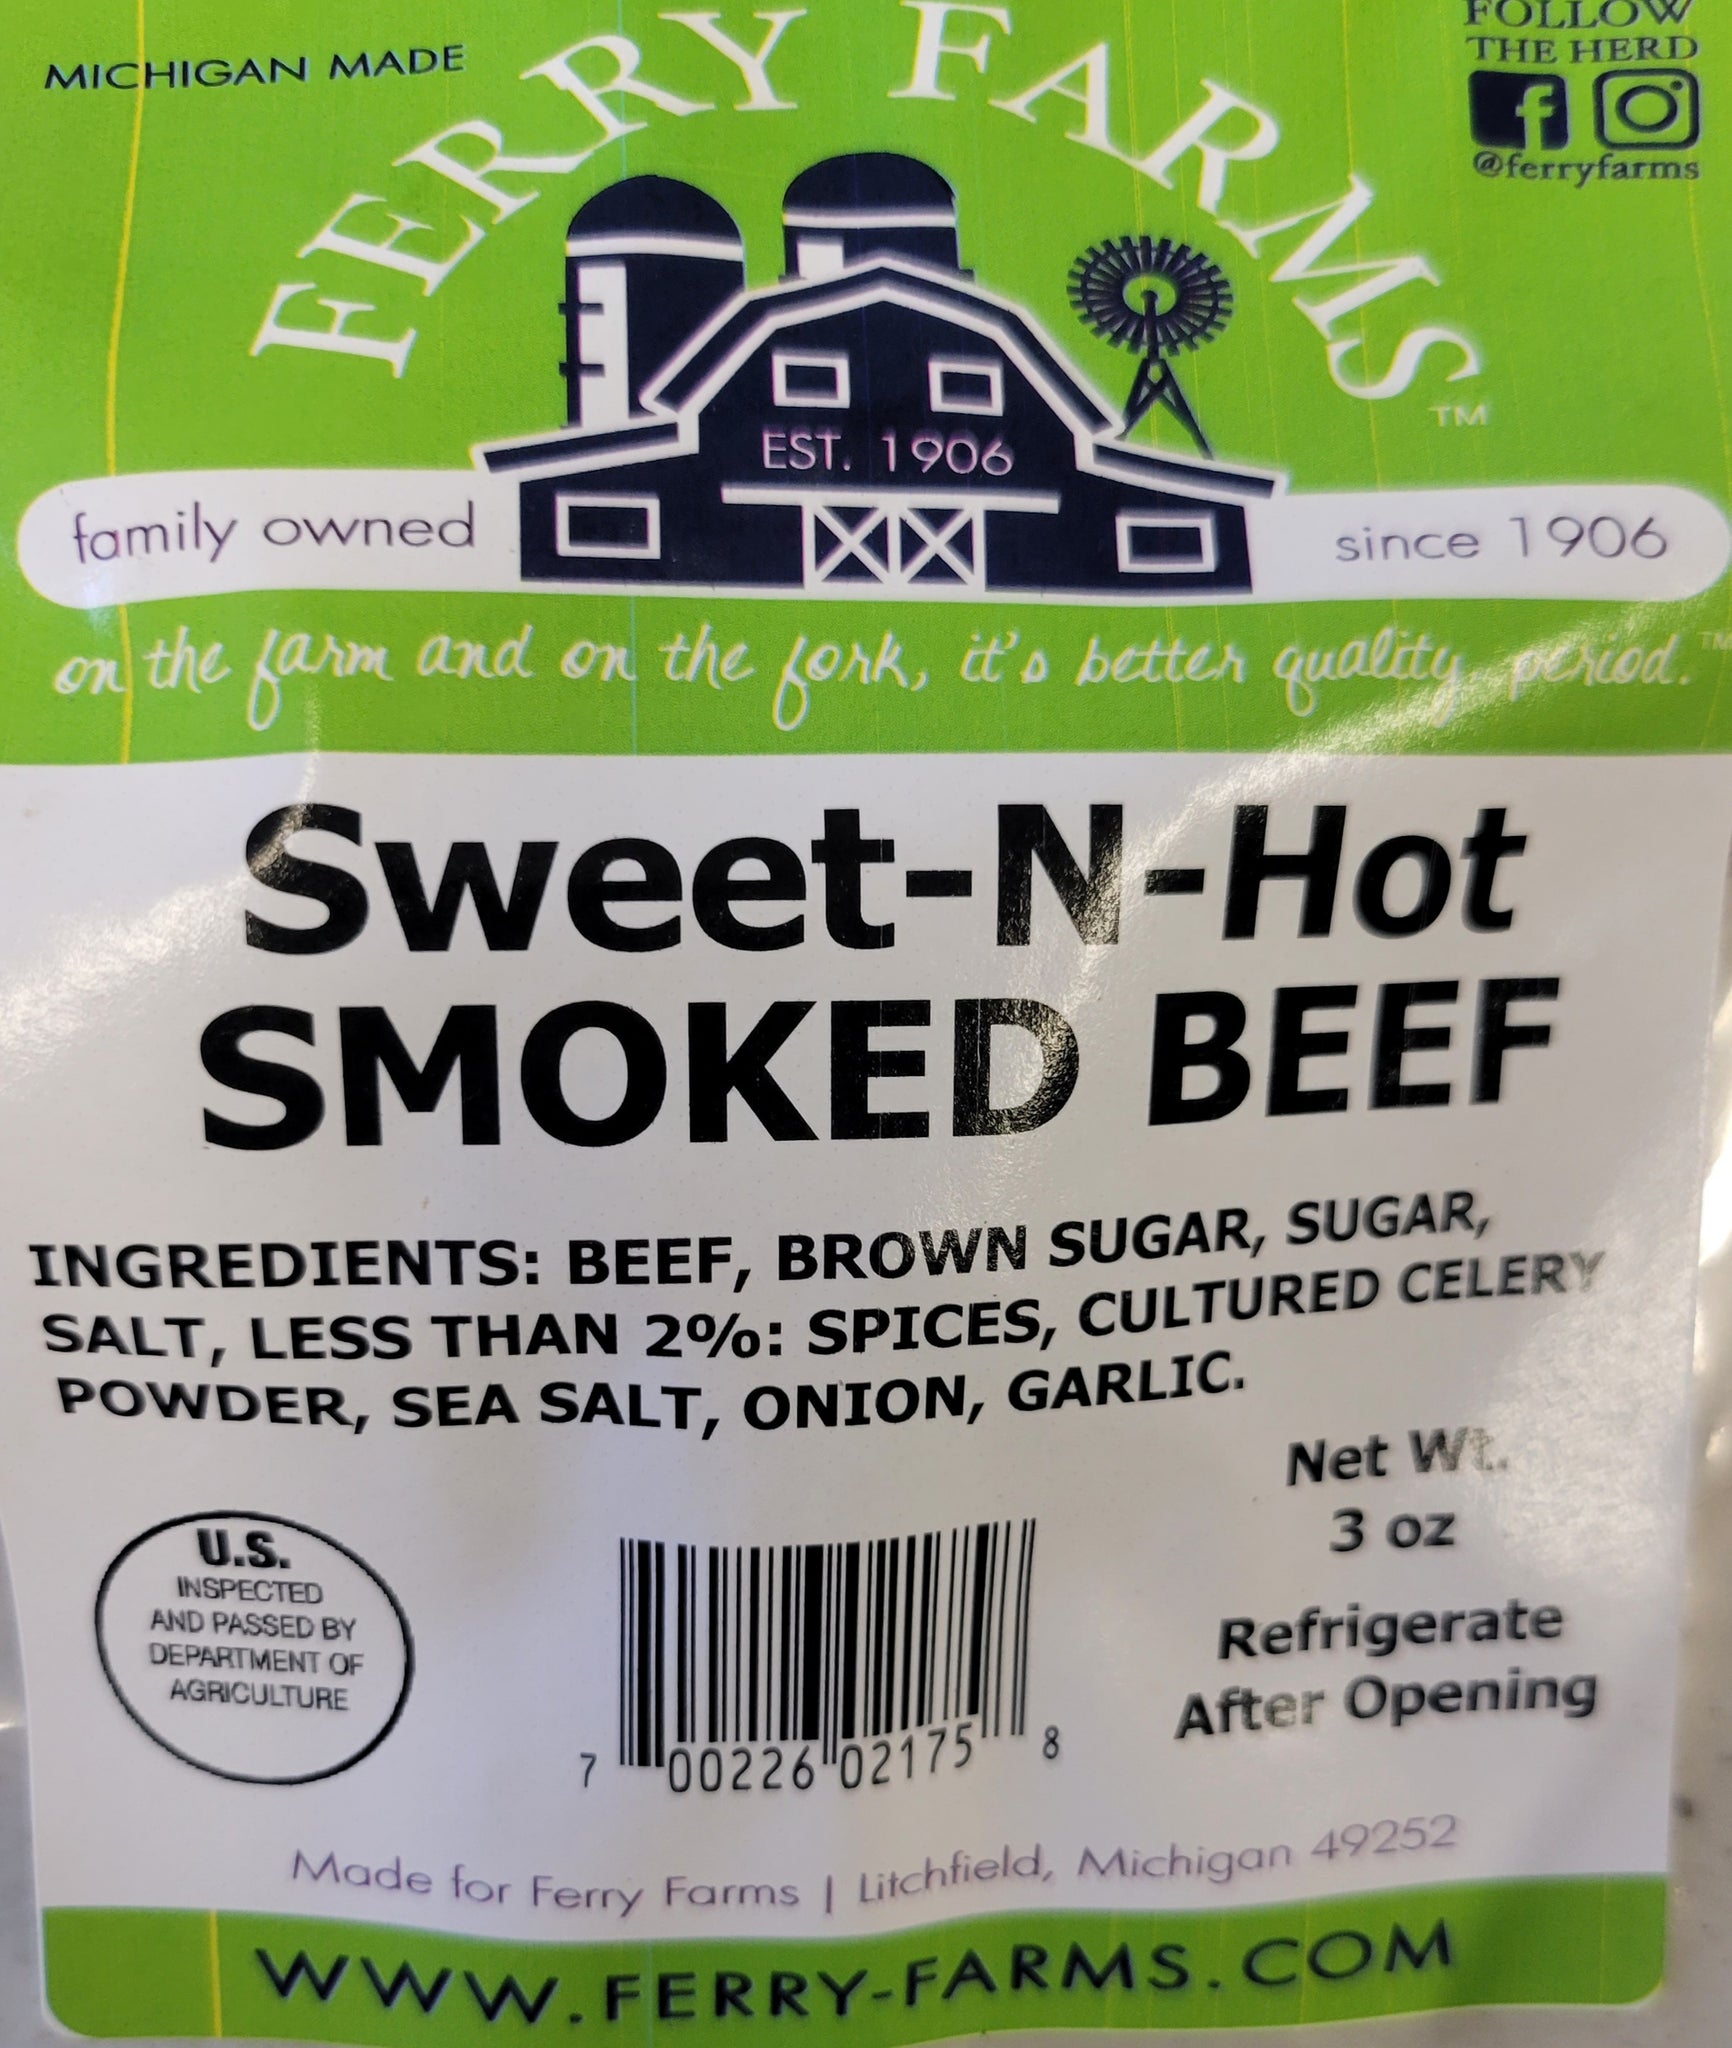 MICHIGAN MADE
FOLLOW
THE HERD
@ferryfarms
FERRY FARMS™
EST. 1906
family owned
since 1906
on the farm and on the fork, it's better quality, period.™
Sweet-N-Hot
SMOKED BEEF
INGREDIENTS: BEEF, BROWN SUGAR, SUGAR,
SALT, LESS THAN 2%: SPICES, CULTURED CELERY
POWDER, SEA SALT, ONION, GARLIC.
Net Wt.
3 oz
Refrigerate
After Opening
U.S.
INSPECTED
AND PASSED BY
DEPARTMENT OF
AGRICULTURE
7 00226 02175 8
Made for Ferry Farms | Litchfield, Michigan 49252
WWW.FERRY-FARMS.COM